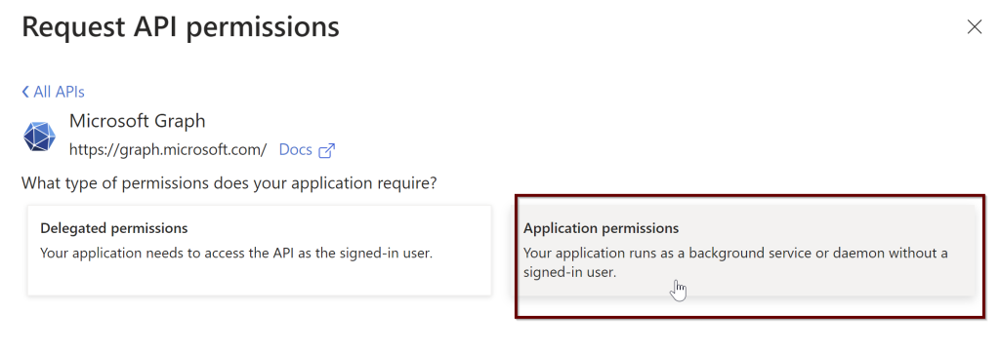 Request API permissions
All APIs
Microsoft Graph
https://graph.microsoft.com/ Docs
What type of permissions does your application require?
Delegated permissions
Your application needs to access the API as the signed-in user.
Application permissions
Your application runs as a background service or daemon without a
signed-in user.